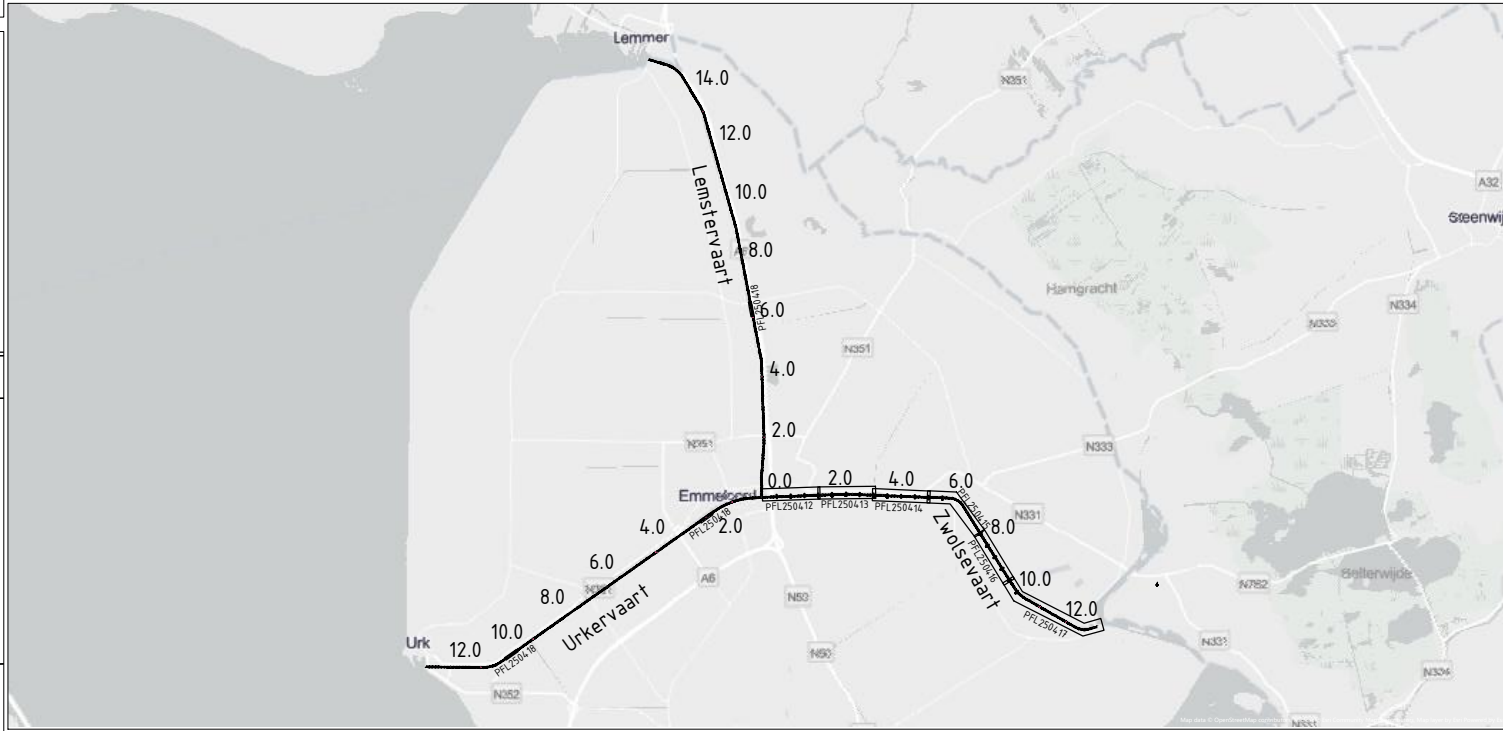 Lemmer
14.0
N351
12.0
A32
Lemstervaart
10.0
Steenwij
8.0
Hamgracht
PFL250418
6.0
N334
N333
N351
4.0
2.0
N351
N333
Emmeloord
0.0
2.0
4.0
6.0
PFL250412
PFL250413
PFL250414
PFL250415
N331
4.0
PFL250418
2.0
Zwolsevaart
8.0
PFL250416
6.0
A6
10.0
N762
Belterwijde
8.0
Urkervaart
N50
12.0
PFL250417
10.0
Urk
12.0
PFL250418
N50
N331
N334
N352
N331